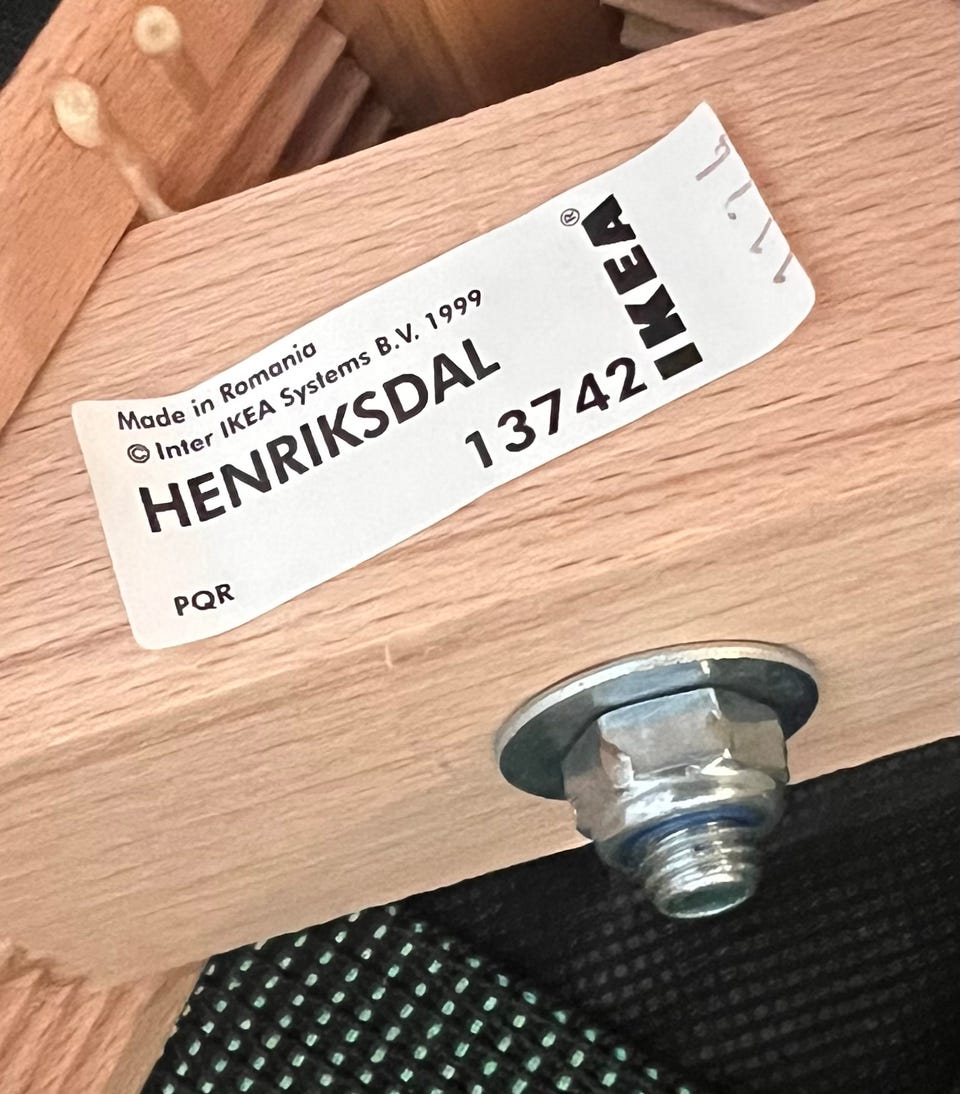 Made in Romania
© Inter IKEA Systems B.V. 1999
HENRIKSDAL
13742
PQR
IKEA®